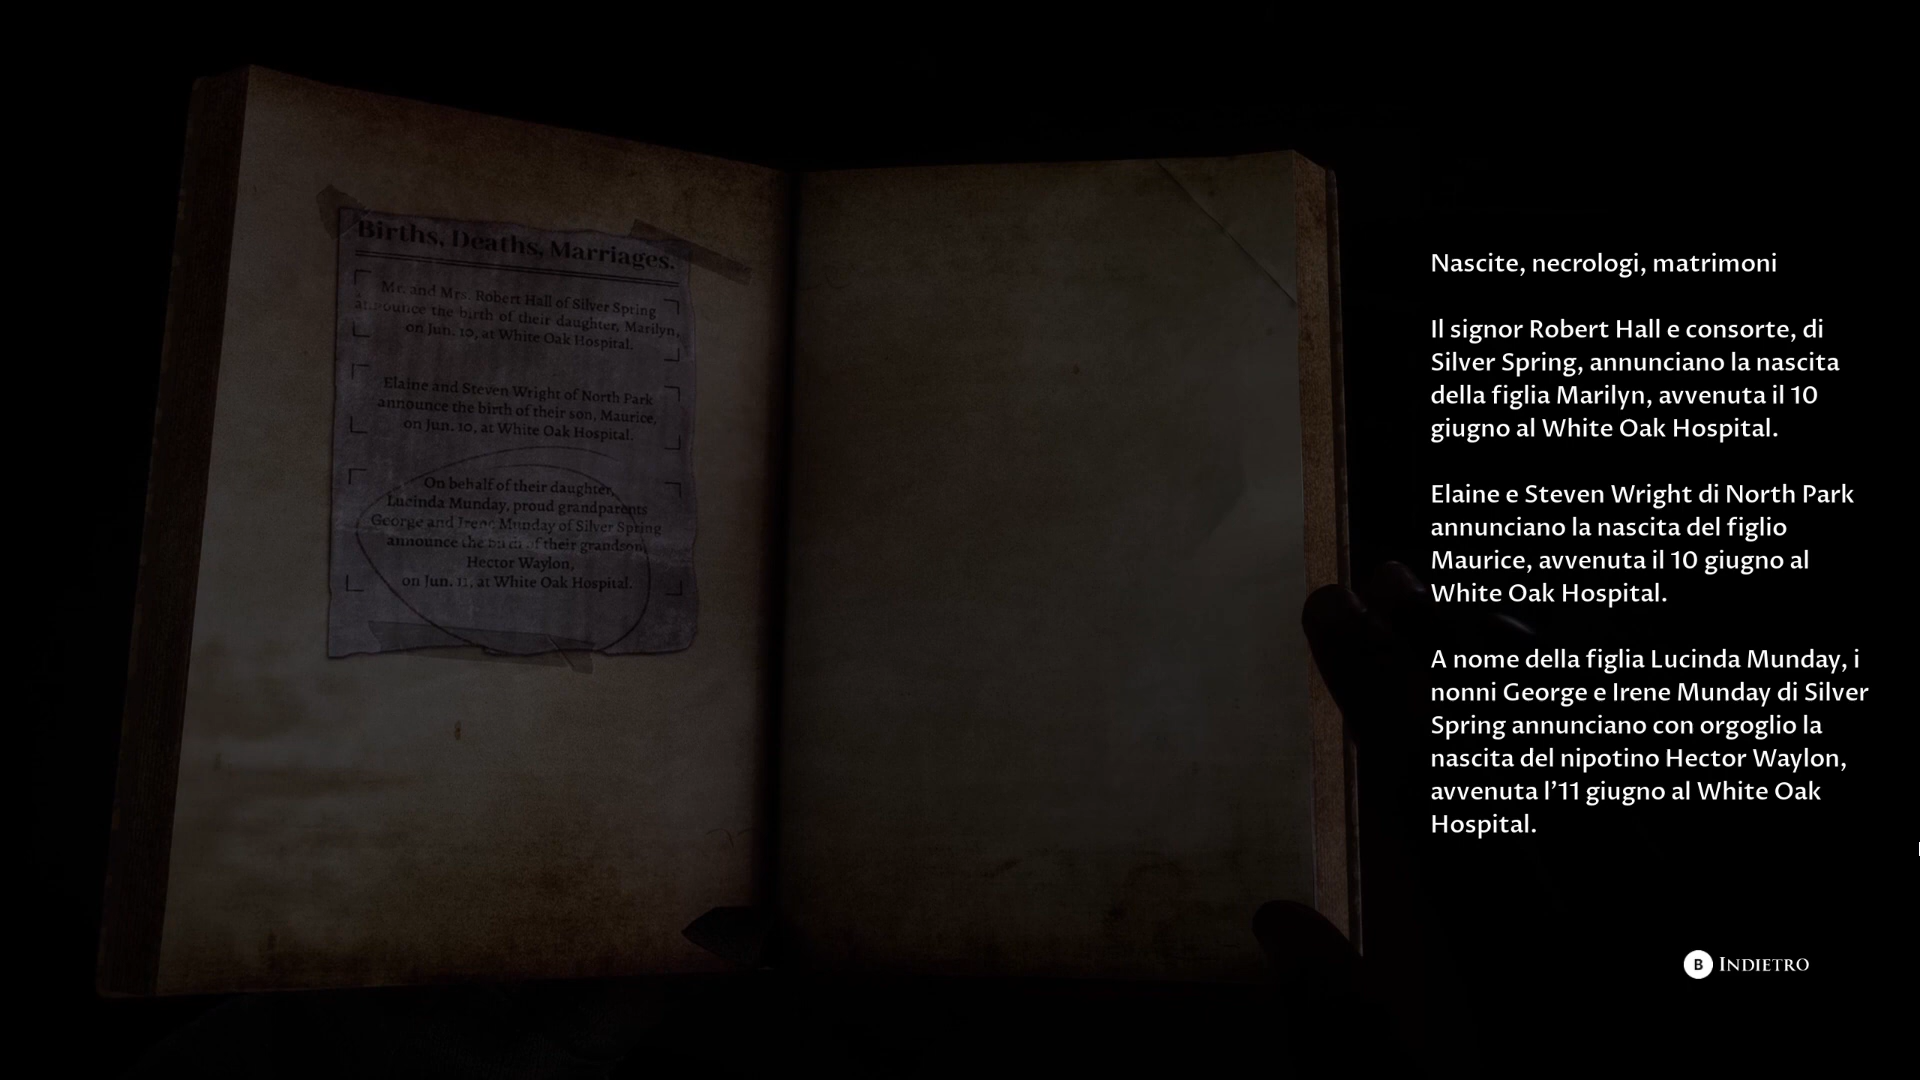 Births, Deaths, Marriages.
Mr. and Mrs. Robert Hall of Silver Spring
announce the birth of their daughter, Marilyn,
on Jun. 10, at White Oak Hospital.
Elaine and Steven Wright of North Park
announce the birth of their son, Maurice,
on Jun. 10, at White Oak Hospital.
On behalf of their daughter,
Lucinda Munday, proud grandparents
George and Irene Munday of Silver Spring
announce the birth of their grandson,
Hector Waylon,
on Jun. 11, at White Oak Hospital.
Nascite, necrologi, matrimoni
Il signor Robert Hall e consorte, di
Silver Spring, annunciano la nascita
della figlia Marilyn, avvenuta il 10
giugno al White Oak Hospital.
Elaine e Steven Wright di North Park
annunciano la nascita del figlio
Maurice, avvenuta il 10 giugno al
White Oak Hospital.
A nome della figlia Lucinda Munday, i
nonni George e Irene Munday di Silver
Spring annunciano con orgoglio la
nascita del nipotino Hector Waylon,
avvenuta l'11 giugno al White Oak
Hospital.
B INDIETRO